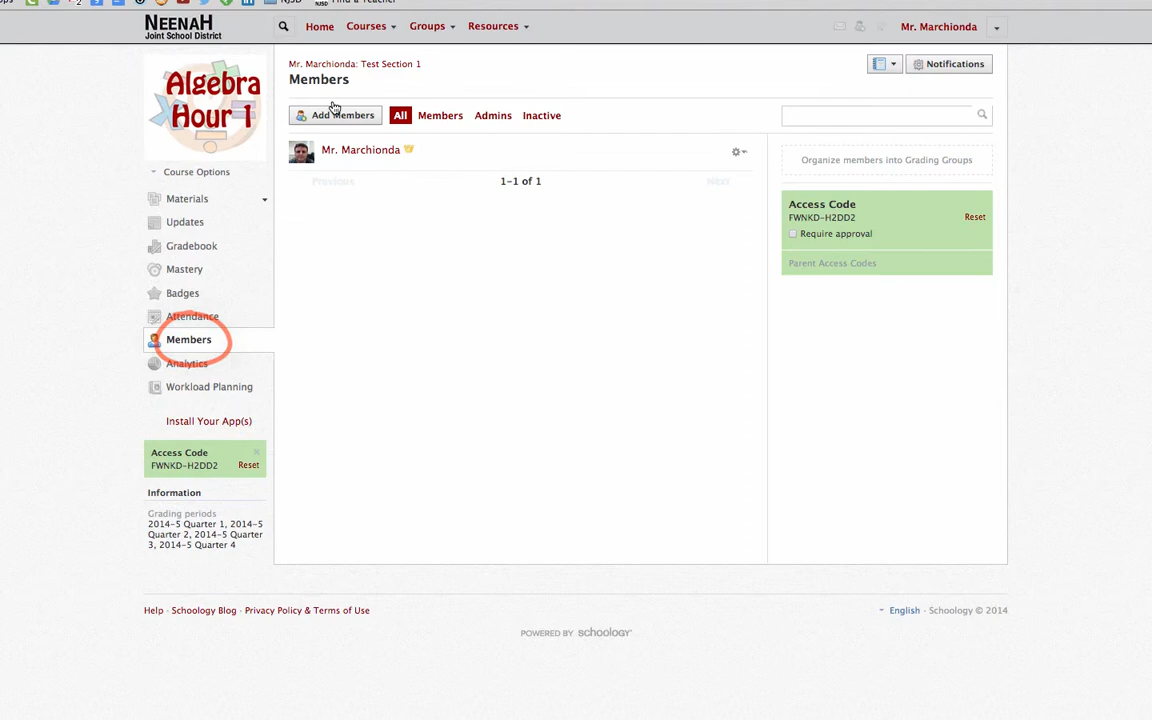 NJSD
Find a Teacher
NEENAH
Joint School District
Home
Courses
Groups
Resources
Mr. Marchionda
Algebra
Hour 1
Mr. Marchionda: Test Section 1
Members
Notifications
Add Members
All
Members
Admins
Inactive
Mr. Marchionda
Previous
1-1 of 1
Next
Organize members into Grading Groups
Access Code
FWNKD-H2DD2
Reset
Require approval
Parent Access Codes
Course Options
Materials
Updates
Gradebook
Mastery
Badges
Attendance
Members
Analytics
Workload Planning
Install Your App(s)
Access Code
FWNKD-H2DD2
Reset
Information
Grading periods
2014-5 Quarter 1, 2014-5
Quarter 2, 2014-5 Quarter
3, 2014-5 Quarter 4
Help · Schoology Blog · Privacy Policy & Terms of Use
English · Schoology © 2014
POWERED BY schoology